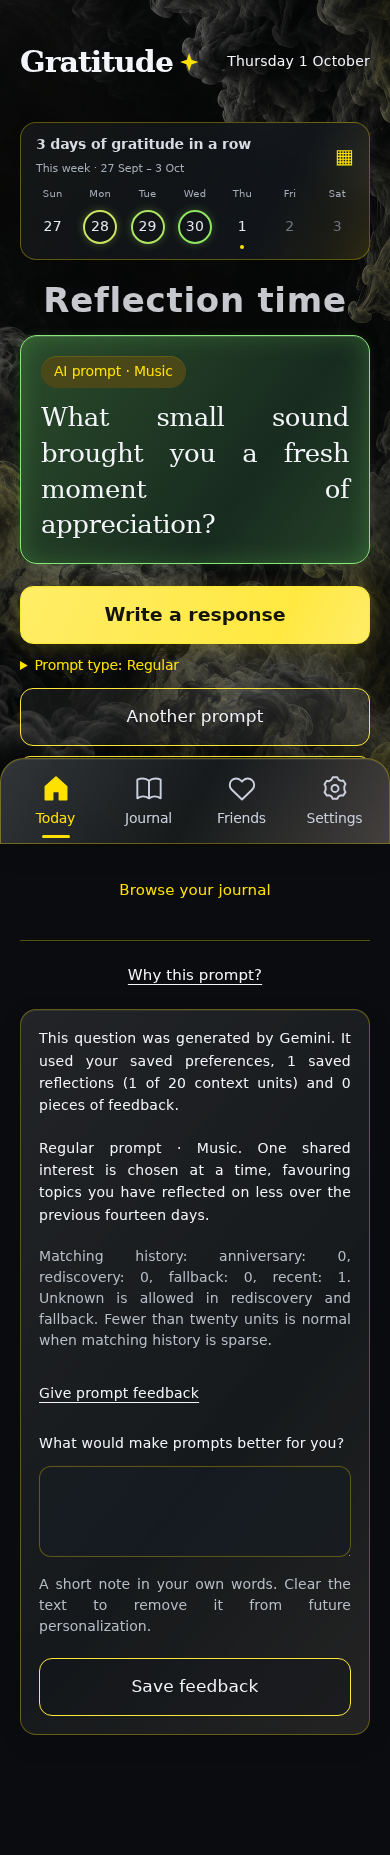 Gratitude
Thursday 1 October
3 days of gratitude in a row
This week · 27 Sept – 3 Oct
Sun Mon Tue Wed Thu Fri Sat
27 28 29 30 1 2 3
Reflection time
AI prompt · Music
What small sound
brought you a fresh
moment of
appreciation?
Write a response
Prompt type: Regular
Another prompt
Today Journal Friends Settings
Browse your journal
Why this prompt?
This question was generated by Gemini. It
used your saved preferences, 1 saved
reflections (1 of 20 context units) and 0
pieces of feedback.
Regular prompt · Music. One shared
interest is chosen at a time, favouring
topics you have reflected on less over the
previous fourteen days.
Matching history: anniversary: 0,
rediscovery: 0, fallback: 0, recent: 1.
Unknown is allowed in rediscovery and
fallback. Fewer than twenty units is normal
when matching history is sparse.
Give prompt feedback
What would make prompts better for you?
A short note in your own words. Clear the
text to remove it from future
personalization.
Save feedback